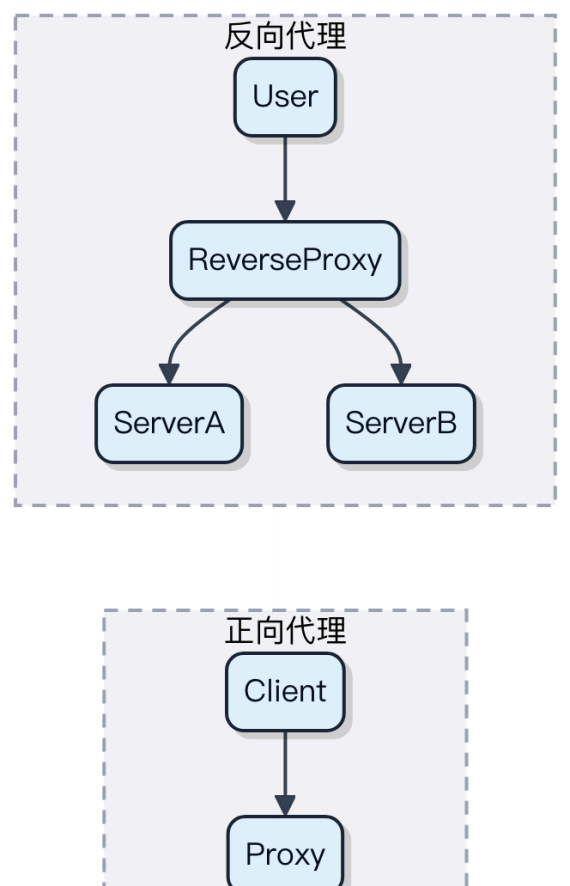 反向代理
User
ReverseProxy
ServerA
ServerB
正向代理
Client
Proxy